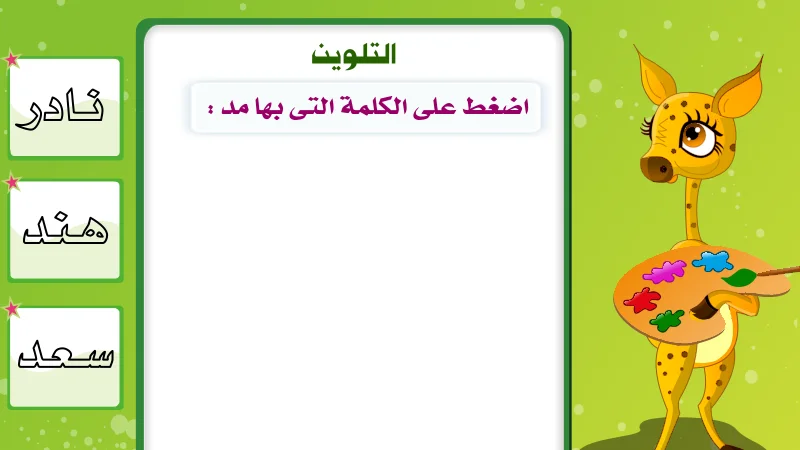 التلوين
اضغط على الكلمة التى بها مد :
نادر
هند
سعد